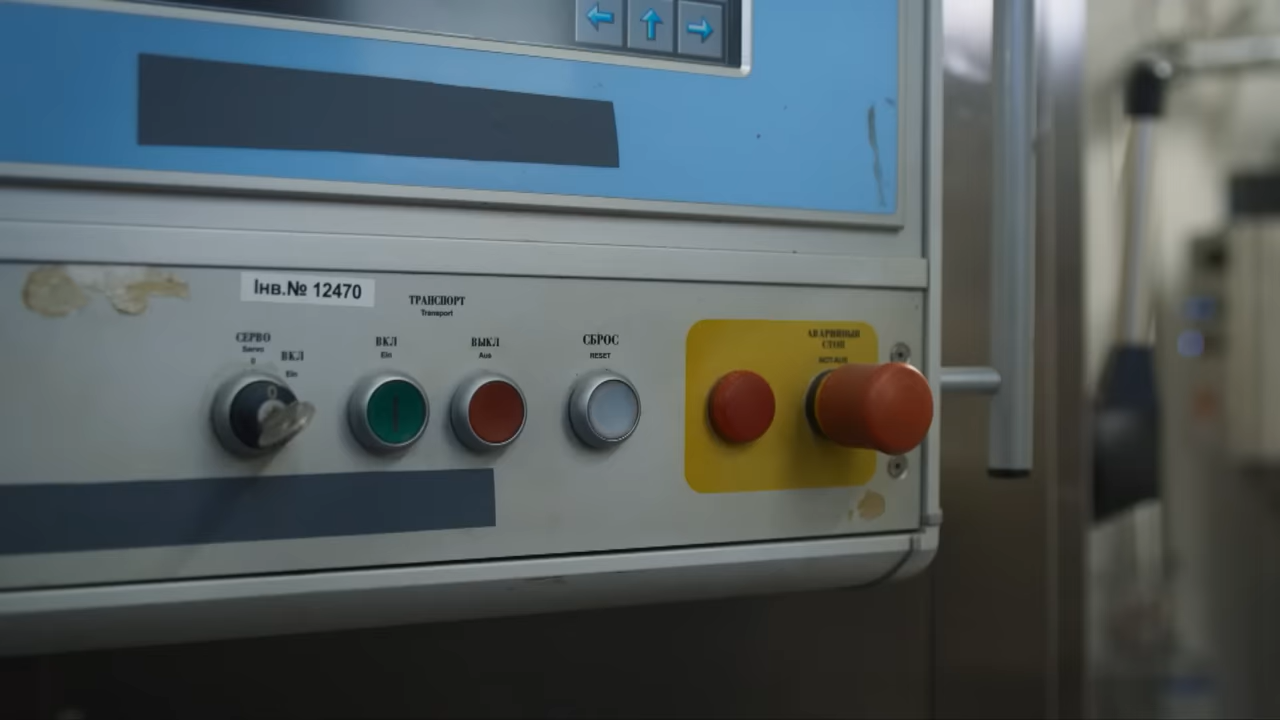 Інв.№ 12470
ТРАНСПОРТ
Transport
СЕРВО
Servo
0
ВКЛ
Ein
ВКЛ
Ein
ВЫКЛ
Aus
СБРОС
RESET
АВАРИЙНЫЙ
СТОП
NOT-AUS
0
I